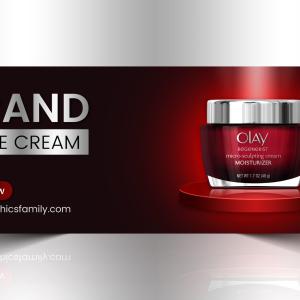 AND
E CREAM
W
hicsfamily.com
OLAY
REGENERIST
micro-sculpting cream
MOISTURIZER
NET WT 1.7 OZ (48 g)